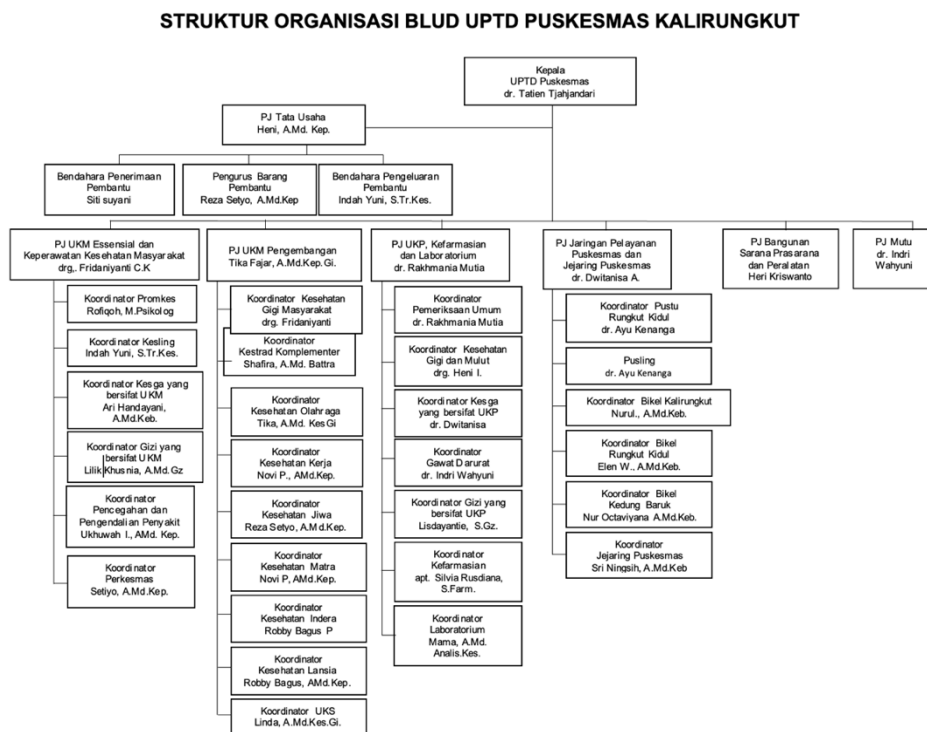 STRUKTUR ORGANISASI BLUD UPTD PUSKESMAS KALIRUNGKUT
Kepala
UPTD Puskesmas
dr. Tatien Tjahjandari
PJ Tata Usaha
Heni, A.Md. Kep.
Bendahara Penerimaan
Pembantu
Siti suyani
Pengurus Barang
Pembantu
Reza Setyo, A.Md.Kep
Bendahara Pengeluaran
Pembantu
Indah Yuni, S.Tr.Kes.
PJ UKM Essensial dan
Keperawatan Kesehatan Masyarakat
drg,. Fridaniyanti C.K
Koordinator Promkes
Rofiqoh, M.Psikolog
Koordinator Kesling
Indah Yuni, S.Tr.Kes.
Koordinator Kesga yang
bersifat UKM
Ari Handayani,
A.Md.Keb.
Koordinator Gizi yang
bersifat UKM
Lilik Khusnia, A.Md.Gz
Koordinator
Pencegahan dan
Pengendalian Penyakit
Ukhuwah I., AMd. Kep.
Koordinator
Perkesmas
Setiyo, A.Md.Kep.
PJ UKM Pengembangan
Tika Fajar, A.Md.Kep.Gi.
Koordinator Kesehatan
Gigi Masyarakat
drg. Fridaniyanti
Koordinator
Kestrad Komplementer
Shafira, A.Md. Battra
Koordinator
Kesehatan Olahraga
Tika, A.Md. KesGi
Koordinator
Kesehatan Kerja
Novi P., AMd.Kep.
Koordinator
Kesehatan Jiwa
Reza Setyo, A.Md.Kep.
Koordinator
Kesehatan Matra
Novi P, AMd.Kep.
Koordinator
Kesehatan Indera
Robby Bagus P
Koordinator
Kesehatan Lansia
Robby Bagus, AMd.Kep.
Koordinator UKS
Linda, A.Md.Kes.Gi.
PJ UKP, Kefarmasian
dan Laboratorium
dr. Rakhmania Mutia
Koordinator
Pemeriksaan Umum
dr. Rakhmania Mutia
Koordinator Kesehatan
Gigi dan Mulut
drg. Heni I.
Koordinator Kesga
yang bersifat UKP
dr. Dwitanisa
Koordinator
Gawat Darurat
dr. Indri Wahyuni
Koordinator Gizi yang
bersifat UKP
Lisdayantie, S.Gz.
Koordinator
Kefarmasian
apt. Silvia Rusdiana,
S.Farm.
Koordinator
Laboratorium
Mama, A.Md.
Analis.Kes.
PJ Jaringan Pelayanan
Puskesmas dan
Jejaring Puskesmas
dr. Dwitanisa A.
Koordinator Pustu
Rungkut Kidul
dr. Ayu Kenanga
Pusling
dr. Ayu Kenanga
Koordinator Bikel Kalirungkut
Nurul., A.Md.Keb.
Koordinator Bikel
Rungkut Kidul
Elen W., A.Md.Keb.
Koordinator Bikel
Kedung Baruk
Nur Octaviyana A.Md.Keb.
Koordinator
Jejaring Puskesmas
Sri Ningsih, A.Md.Keb
PJ Bangunan
Sarana Prasarana
dan Peralatan
Heri Kriswanto
PJ Mutu
dr. Indri
Wahyuni